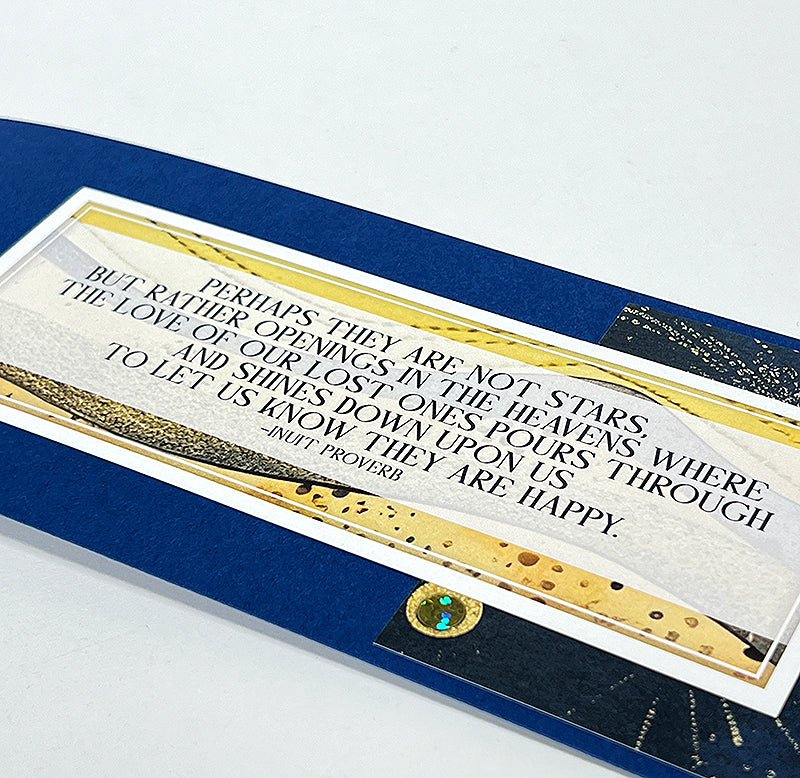 PERHAPS THEY ARE NOT STARS,
BUT RATHER OPENINGS IN THE HEAVENS WHERE
THE LOVE OF OUR LOST ONES POURS THROUGH
AND SHINES DOWN UPON US
TO LET US KNOW THEY ARE HAPPY.
-INUIT PROVERB